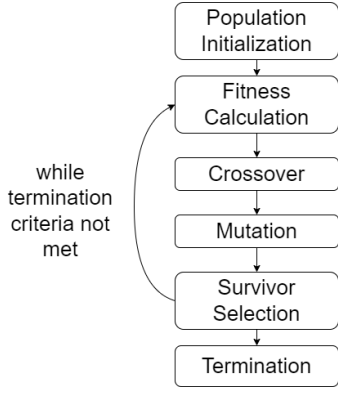 Population
Initialization
Fitness
Calculation
Crossover
while
termination
criteria not
met
Mutation
Survivor
Selection
Termination